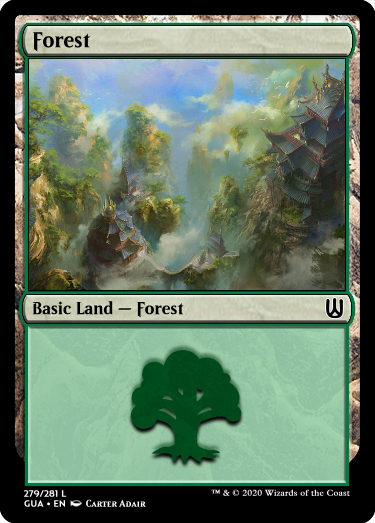 Forest
Basic Land — Forest
279/281 L
GUA • EN Carter Adair
™ & © 2020 Wizards of the Coast